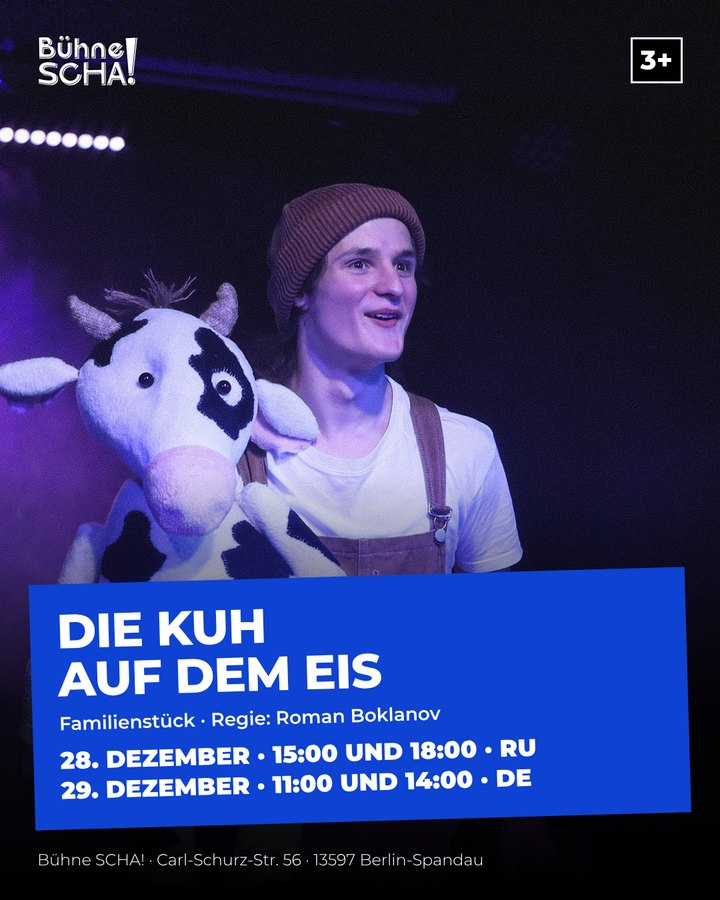 Bühne
SCHA!
3+
DIE KUH
AUF DEM EIS
Familienstück · Regie: Roman Boklanov
28. DEZEMBER · 15:00 UND 18:00 · RU
29. DEZEMBER · 11:00 UND 14:00 · DE
Bühne SCHA! · Carl-Schurz-Str. 56 · 13597 Berlin-Spandau